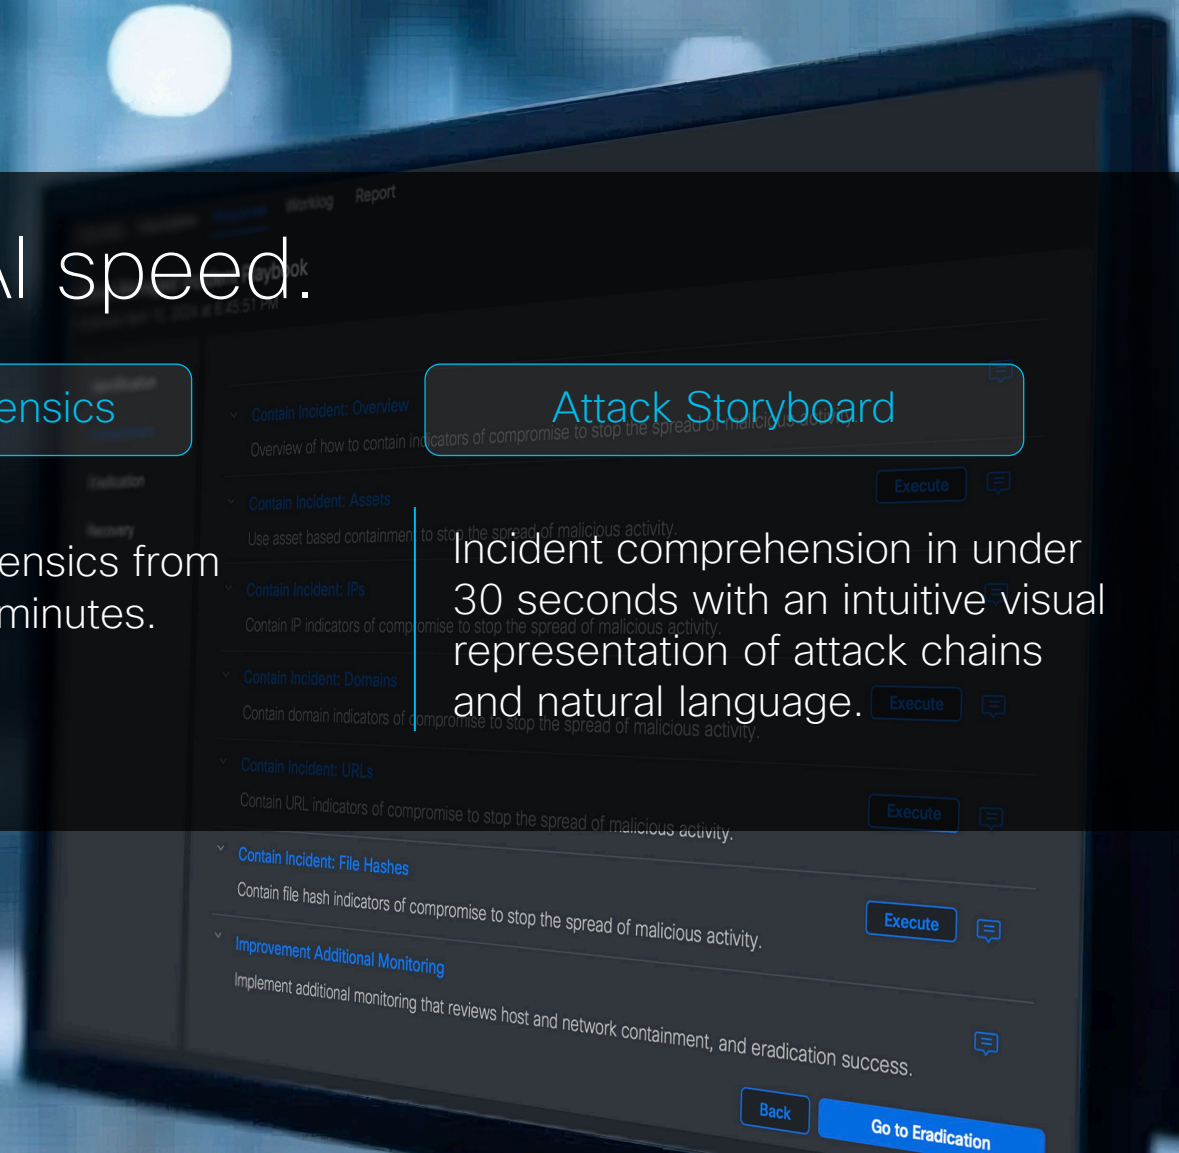 Worklog Report
AI speed.
Playbook
ensics
Attack Storyboard
Contain Incident: Overview
Overview of how to contain indicators of compromise to stop the spread of malicious activity.
Eradication
Contain Incident: Assets
Execute
Use asset based containment to stop the spread of malicious activity.
Recovery
ensics from
minutes.
Incident comprehension in under
30 seconds with an intuitive visual
representation of attack chains
and natural language.
Contain Incident: IPs
Contain IP indicators of compromise to stop the spread of malicious activity.
Contain Incident: Domains
Execute
Contain domain indicators of compromise to stop the spread of malicious activity.
Contain Incident: URLs
Execute
Contain URL indicators of compromise to stop the spread of malicious activity.
Contain Incident: File Hashes
Execute
Contain file hash indicators of compromise to stop the spread of malicious activity.
Improvement Additional Monitoring
Implement additional monitoring that reviews host and network containment, and eradication success.
Back
Go to Eradication